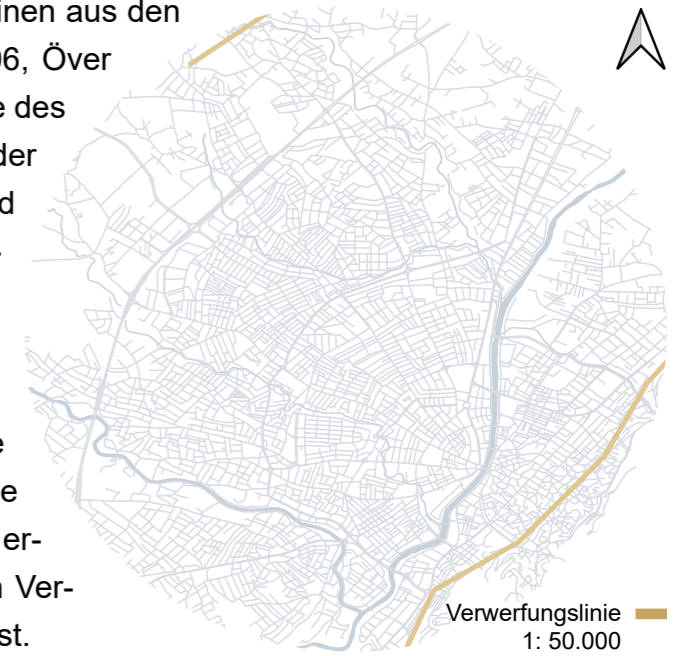 inen aus den
06, Över
e des
der
d
.
e
e
er-
n Ver-
st.
Verwerfungslinie
1: 50.000